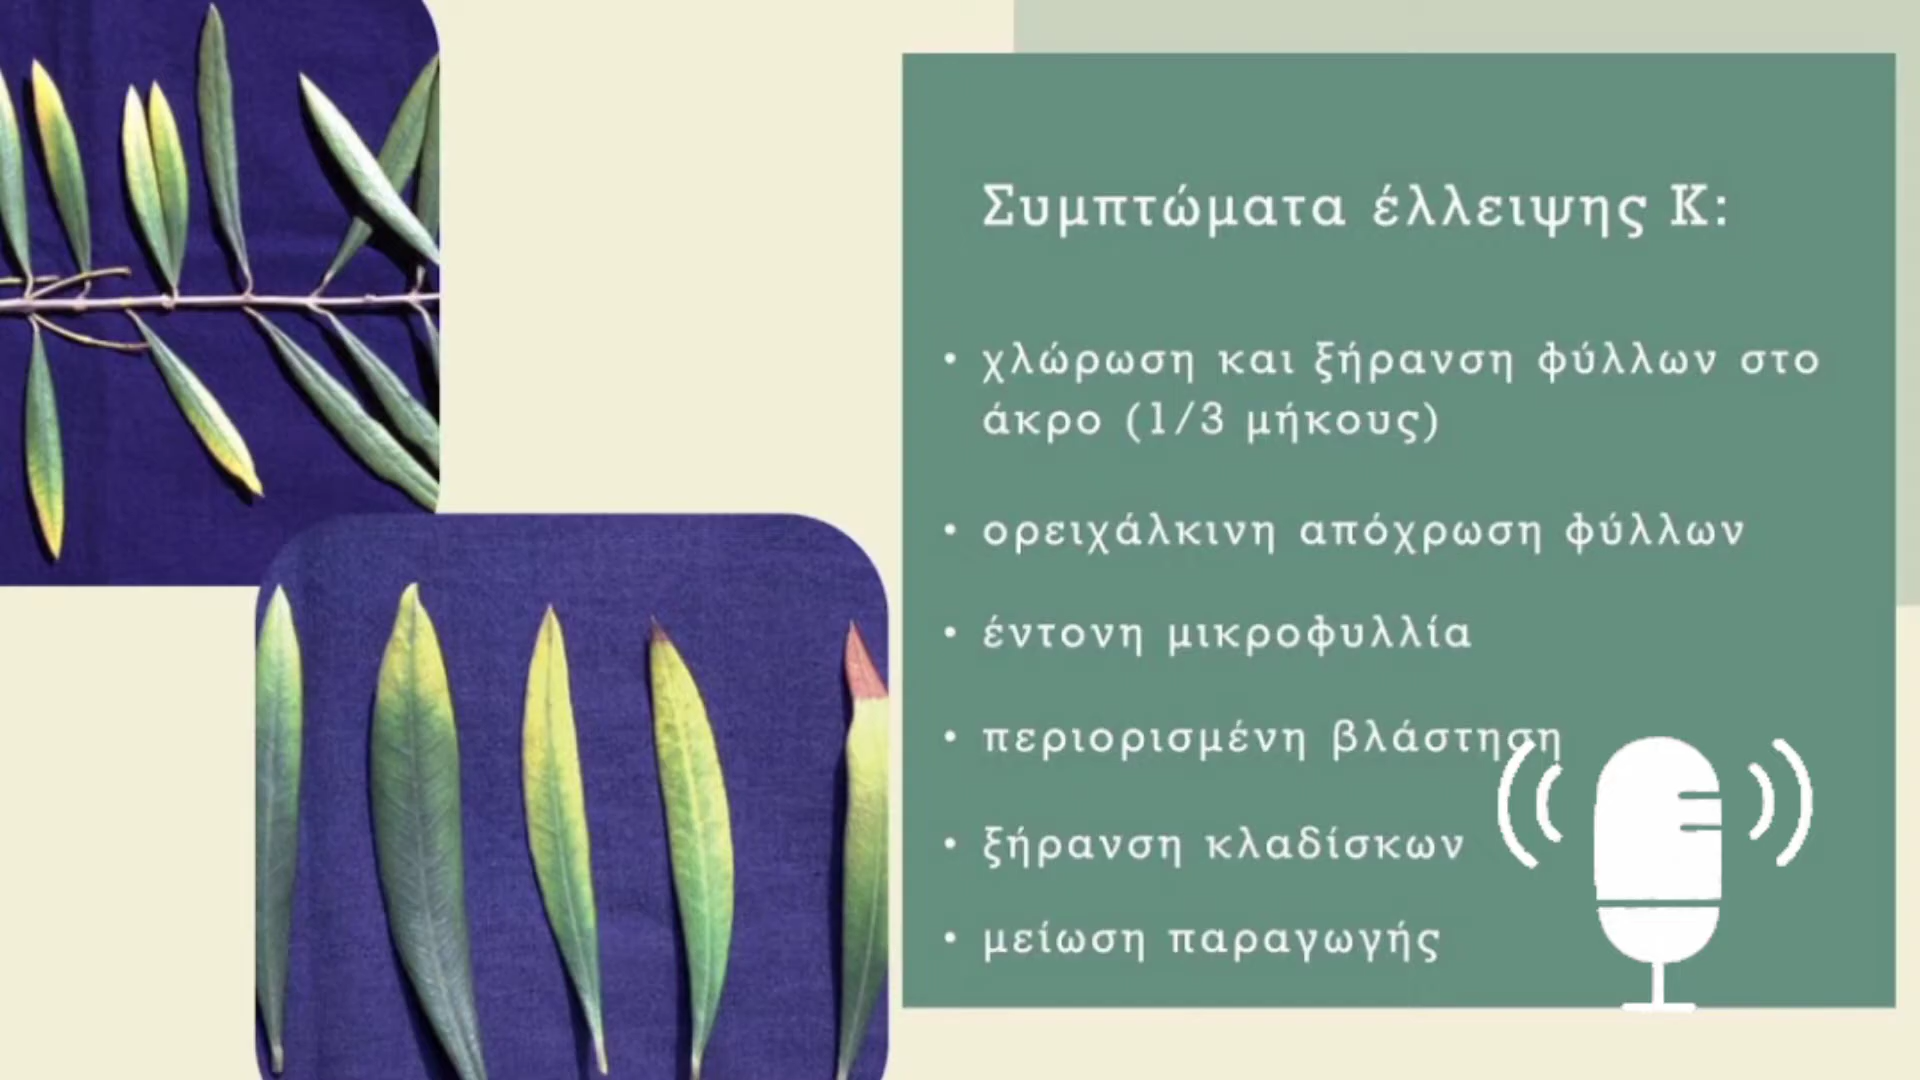 Συμπτώματα έλλειψης Κ:
• χλώρωση και ξήρανση φύλλων στο
άκρο (1/3 μήκους)
• ορειχάλκινη απόχρωση φύλλων
• έντονη μικροφυλλία
• περιορισμένη βλάστηση
• ξήρανση κλαδίσκων
• μείωση παραγωγής